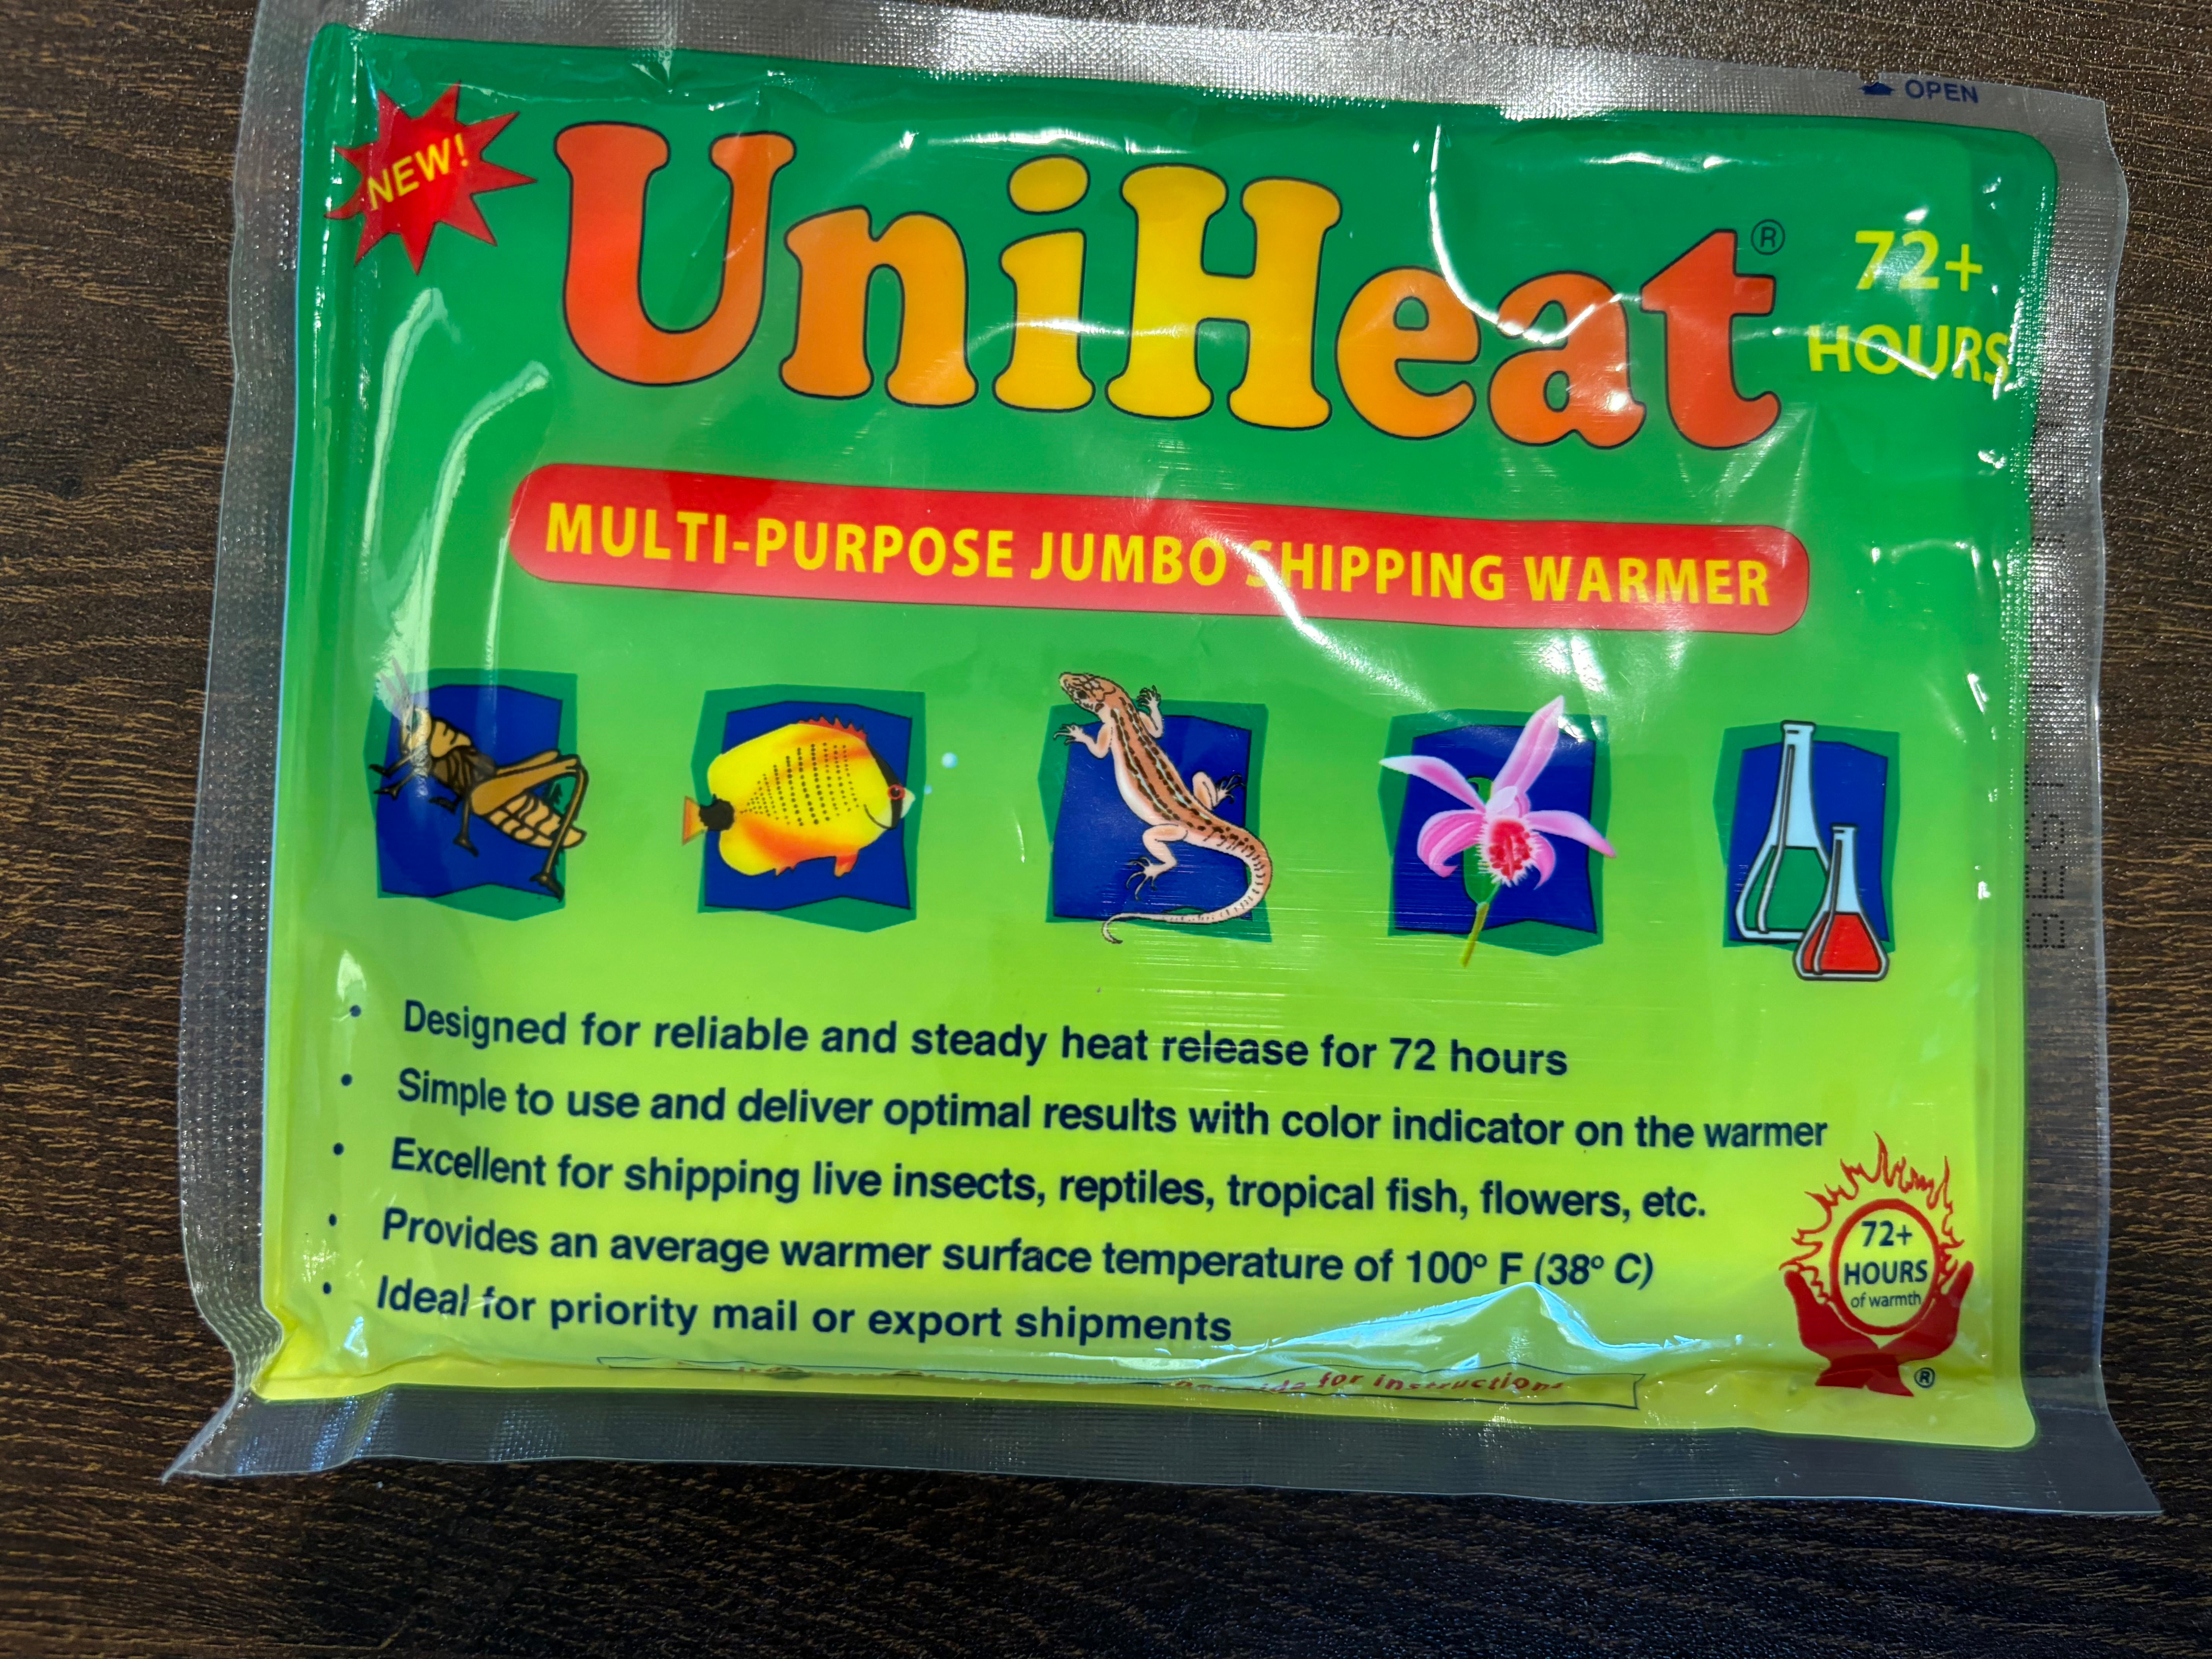 OPEN
NEW!
UniHeat®
72+
HOURS
MULTI-PURPOSE JUMBO SHIPPING WARMER
• Designed for reliable and steady heat release for 72 hours
• Simple to use and deliver optimal results with color indicator on the warmer
• Excellent for shipping live insects, reptiles, tropical fish, flowers, etc.
• Provides an average warmer surface temperature of 100° F (38° C)
• Ideal for priority mail or export shipments
72+
HOURS
of warmth
®
for instructions
BEST